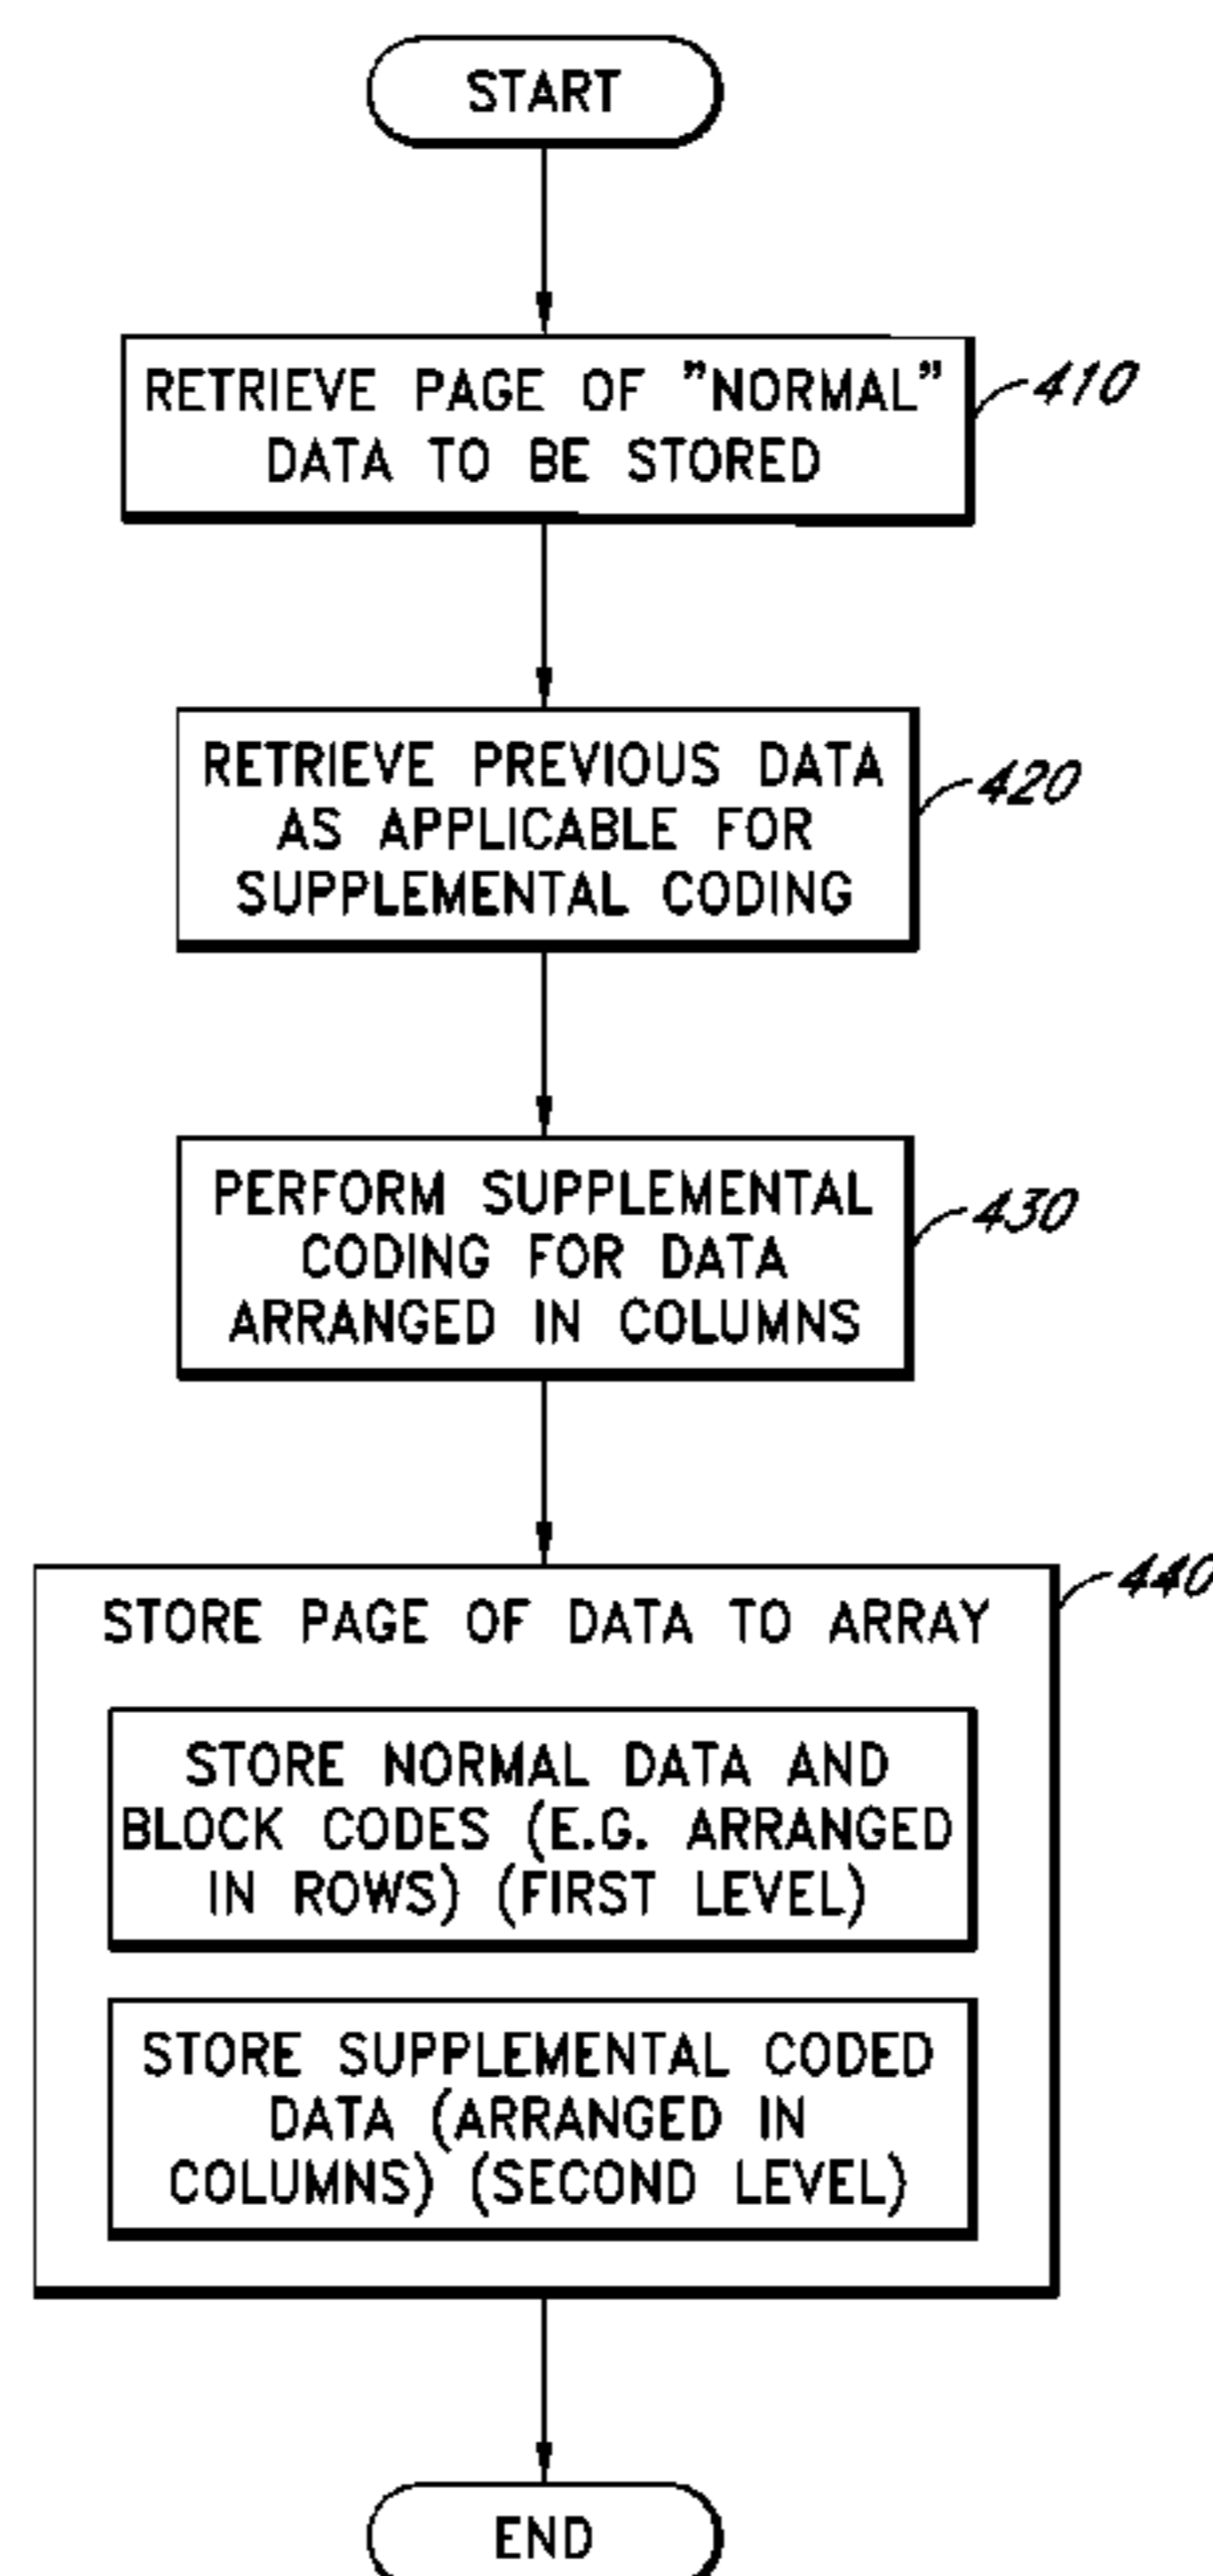 START
RETRIEVE PAGE OF "NORMAL"
DATA TO BE STORED
410
RETRIEVE PREVIOUS DATA
AS APPLICABLE FOR
SUPPLEMENTAL CODING
420
PERFORM SUPPLEMENTAL
CODING FOR DATA
ARRANGED IN COLUMNS
430
STORE PAGE OF DATA TO ARRAY
440
STORE NORMAL DATA AND
BLOCK CODES (E.G. ARRANGED
IN ROWS) (FIRST LEVEL)
STORE SUPPLEMENTAL CODED
DATA (ARRANGED IN
COLUMNS) (SECOND LEVEL)
END